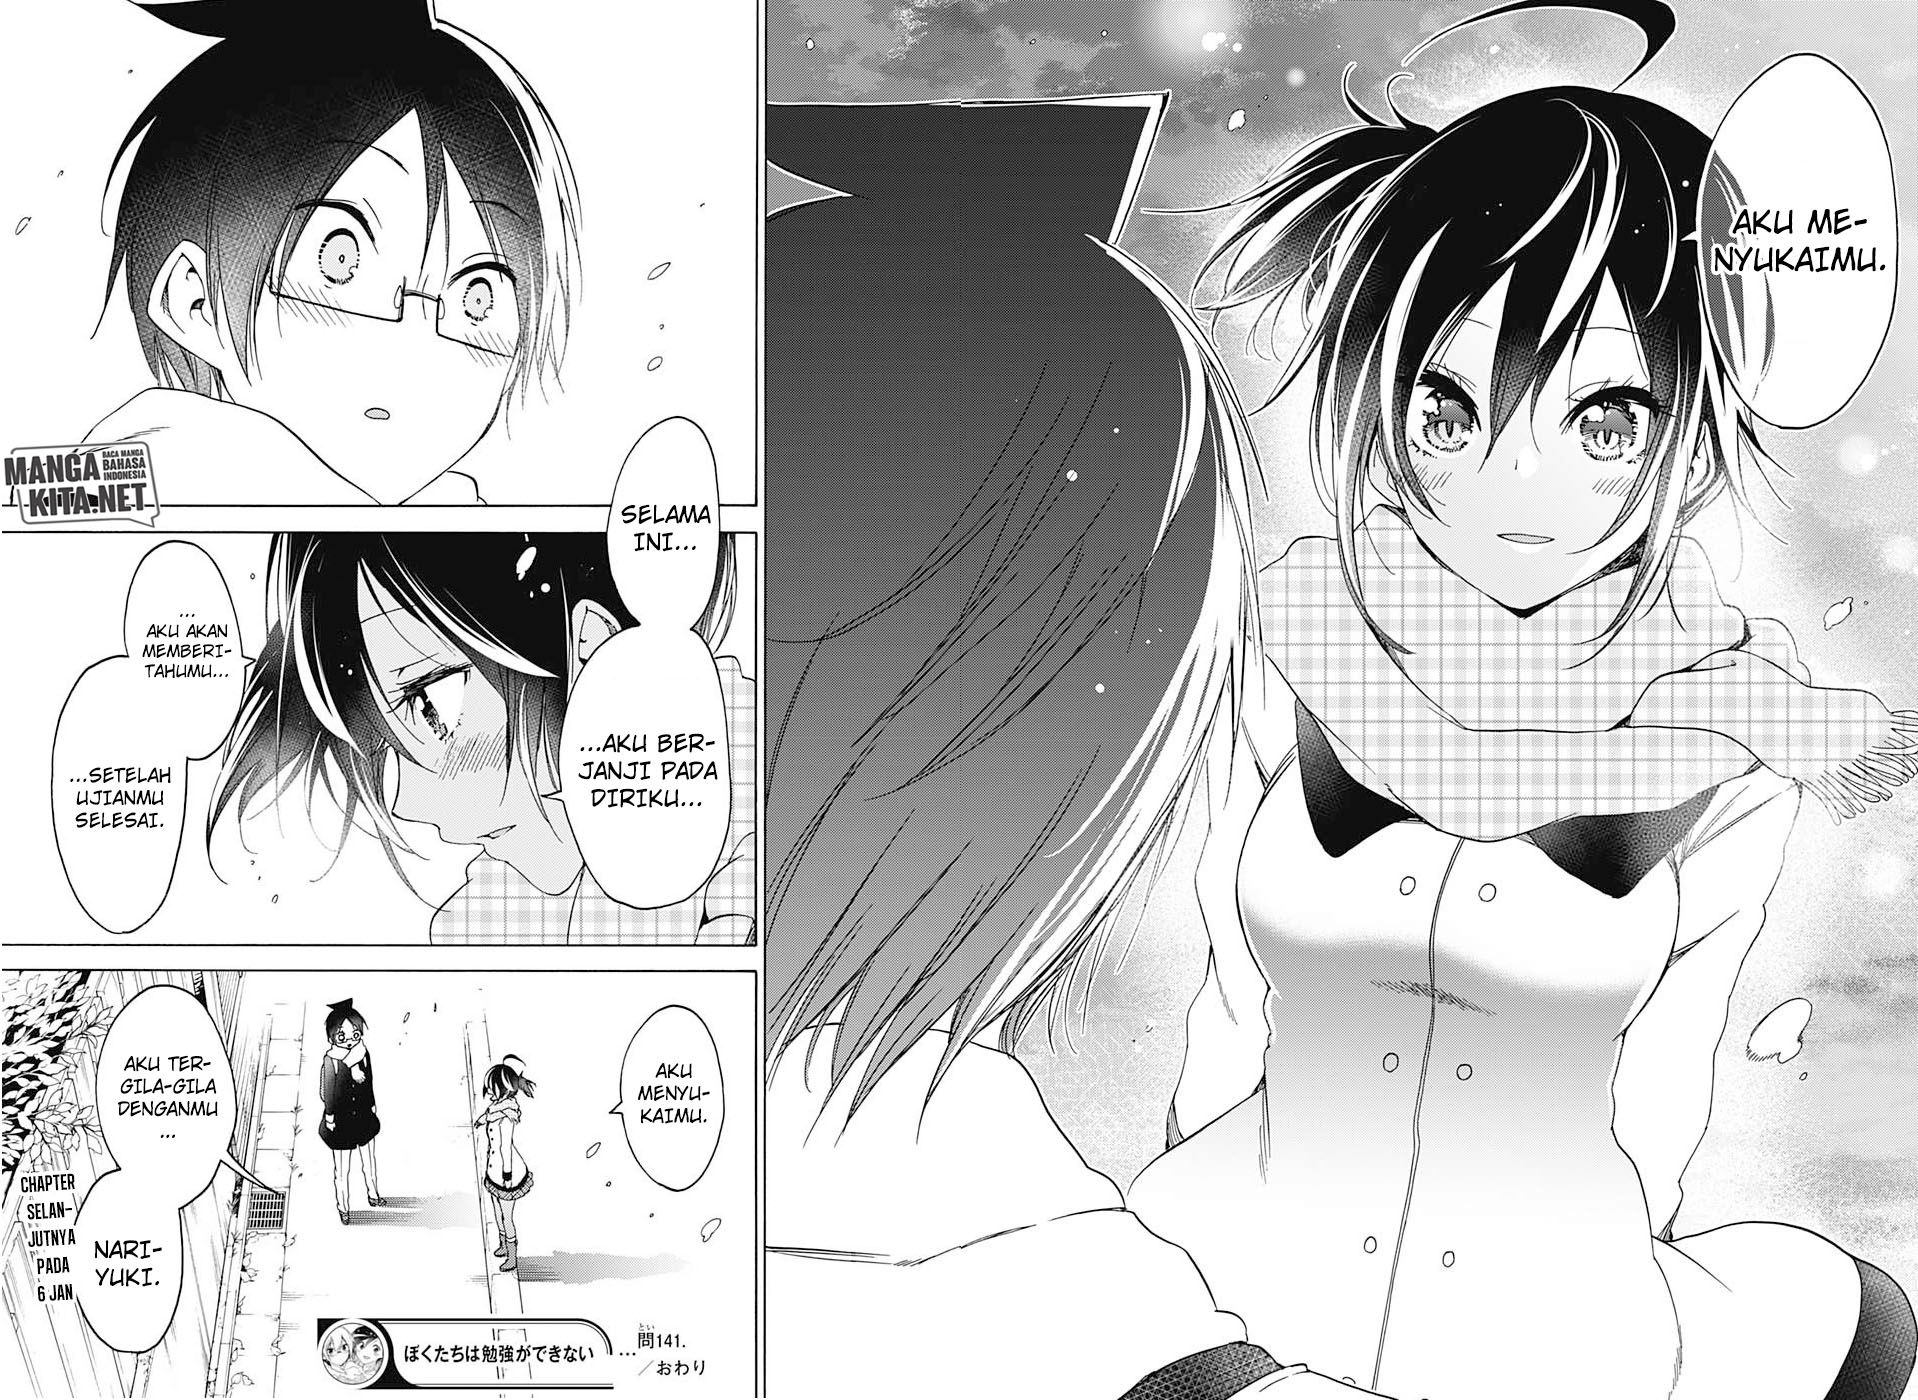 AKU ME-
NYUKAIMU.
MANGA
KITA.NET
BACA MANGA
BAHASA
INDONESIA
SELAMA
INI...
...AKU BER-
JANJI PADA
DIRIKU...
...
AKU AKAN
MEMBERI-
TAHUMU...
...SETELAH
UJIANMU
SELESAI.
AKU
MENYU-
KAIMU.
AKU TER-
GILA-GILA
DENGANMU
...
NARI-
YUKI.
CHAPTER
SELAN-
JUTNYA
PADA
6 JAN
ぼくたちは勉強ができない
とい
…問141.
／おわり